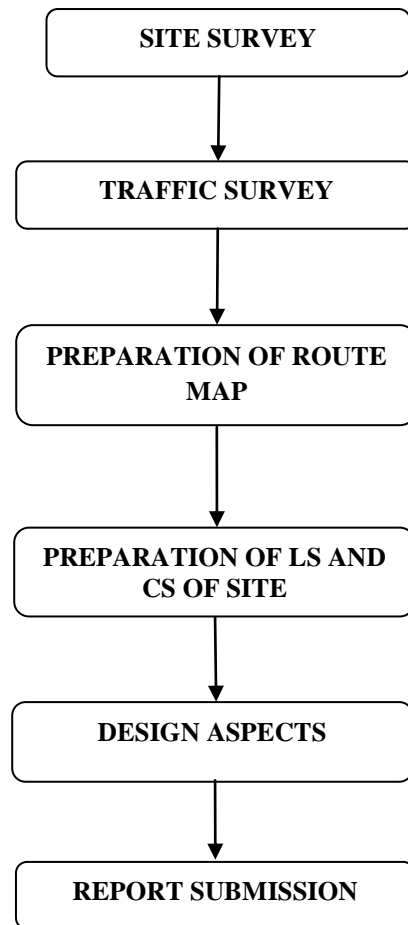 SITE SURVEY
TRAFFIC SURVEY
PREPARATION OF ROUTE
MAP
PREPARATION OF LS AND
CS OF SITE
DESIGN ASPECTS
REPORT SUBMISSION